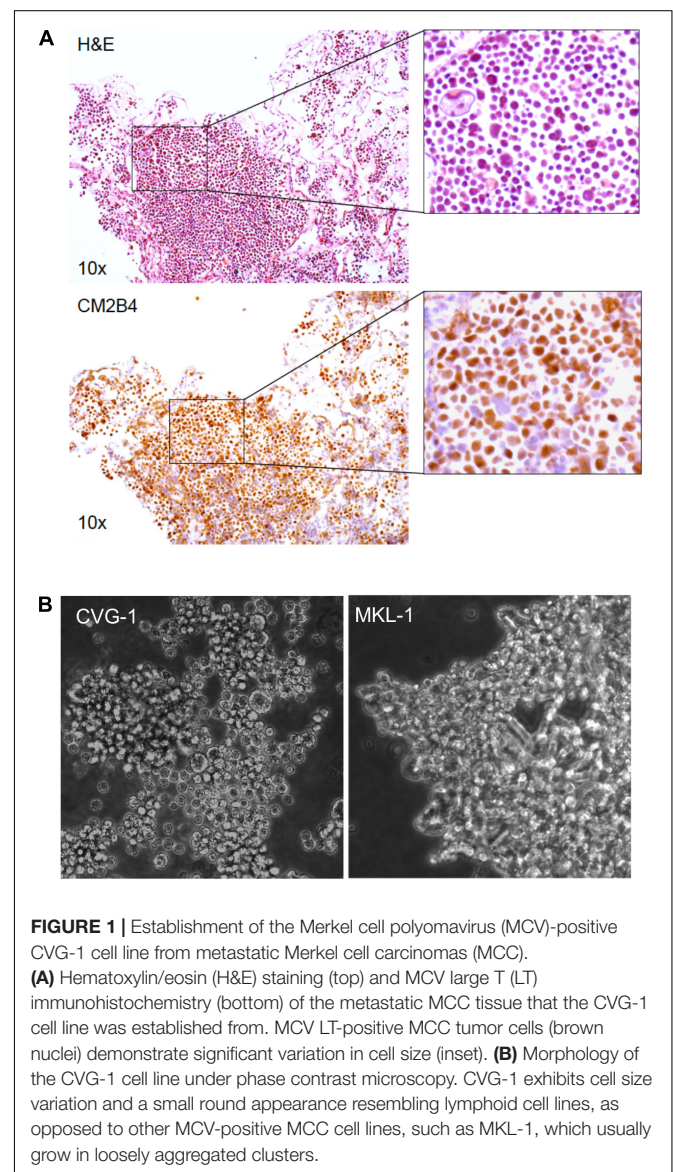 A
H&E
10x
CM2B4
10x
B
CVG-1
MKL-1
FIGURE 1 | Establishment of the Merkel cell polyomavirus (MCV)-positive
CVG-1 cell line from metastatic Merkel cell carcinomas (MCC).
(A) Hematoxylin/eosin (H&E) staining (top) and MCV large T (LT)
immunohistochemistry (bottom) of the metastatic MCC tissue that the CVG-1
cell line was established from. MCV LT-positive MCC tumor cells (brown
nuclei) demonstrate significant variation in cell size (inset). (B) Morphology of
the CVG-1 cell line under phase contrast microscopy. CVG-1 exhibits cell size
variation and a small round appearance resembling lymphoid cell lines, as
opposed to other MCV-positive MCC cell lines, such as MKL-1, which usually
grow in loosely aggregated clusters.